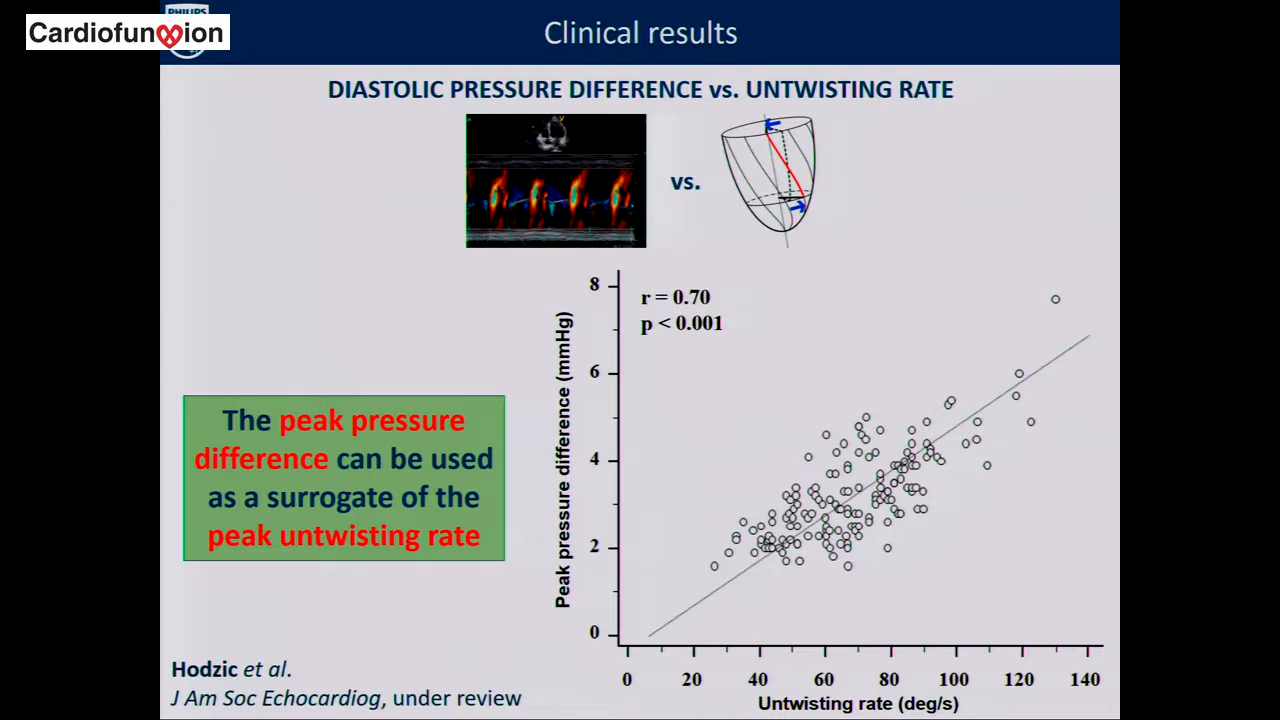 PHILIPS
CardiofunXion
Clinical results
DIASTOLIC PRESSURE DIFFERENCE vs. UNTWISTING RATE
vs.
r = 0.70
p < 0.001
Peak pressure difference (mmHg)
8
6
4
2
0
0 20 40 60 80 100 120 140
Untwisting rate (deg/s)
The peak pressure
difference can be used
as a surrogate of the
peak untwisting rate
Hodzic et al.
J Am Soc Echocardiog, under review